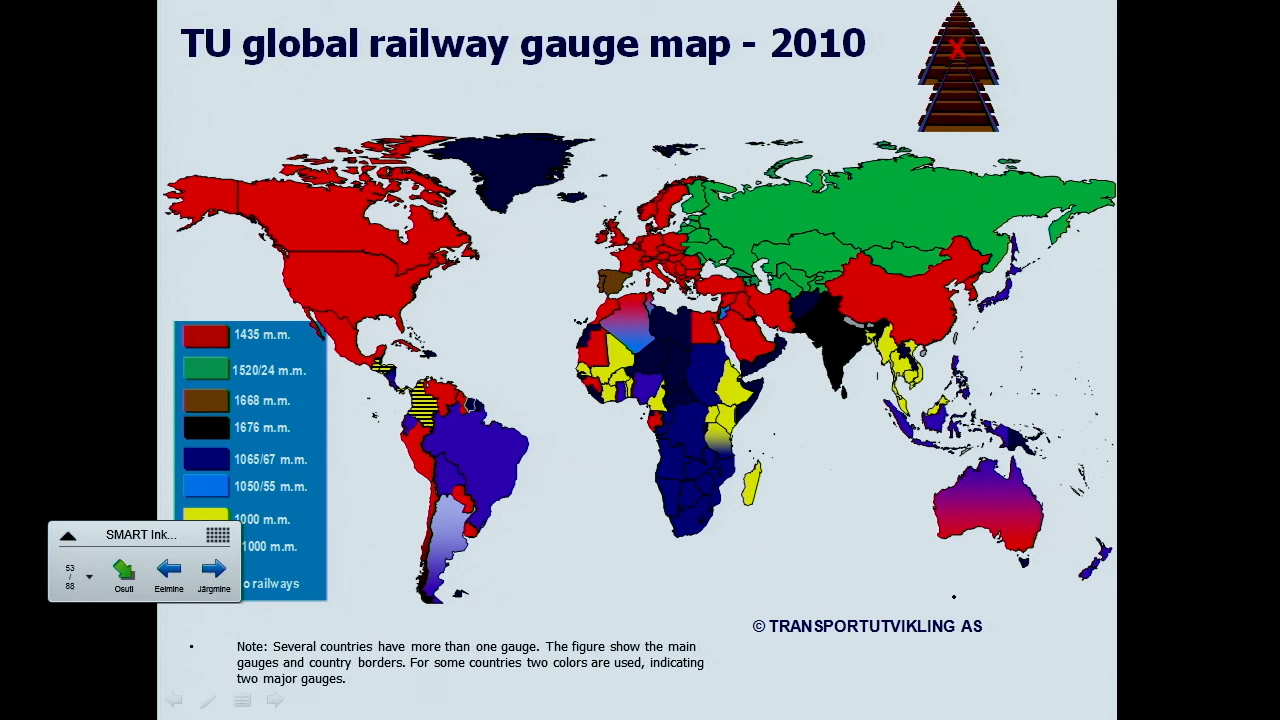 TU global railway gauge map - 2010
X
1435 m.m.
1520/24 m.m.
1668 m.m.
1676 m.m.
1065/67 m.m.
1050/55 m.m.
1000 m.m.
1000 m.m.
o railways
SMART Ink...
53
/
88
Osuti
Eelmine
Järgmine
© TRANSPORTUTVIKLING AS
• Note: Several countries have more than one gauge. The figure show the main
gauges and country borders. For some countries two colors are used, indicating
two major gauges.